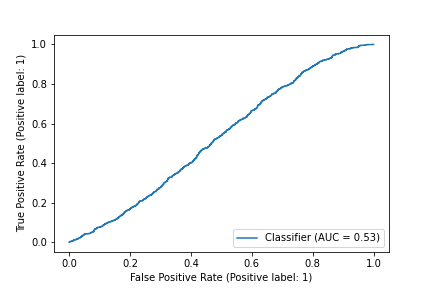 1.0
0.8
0.6
0.4
0.2
0.0
True Positive Rate (Positive label: 1)
Classifier (AUC = 0.53)
0.0 0.2 0.4 0.6 0.8 1.0
False Positive Rate (Positive label: 1)